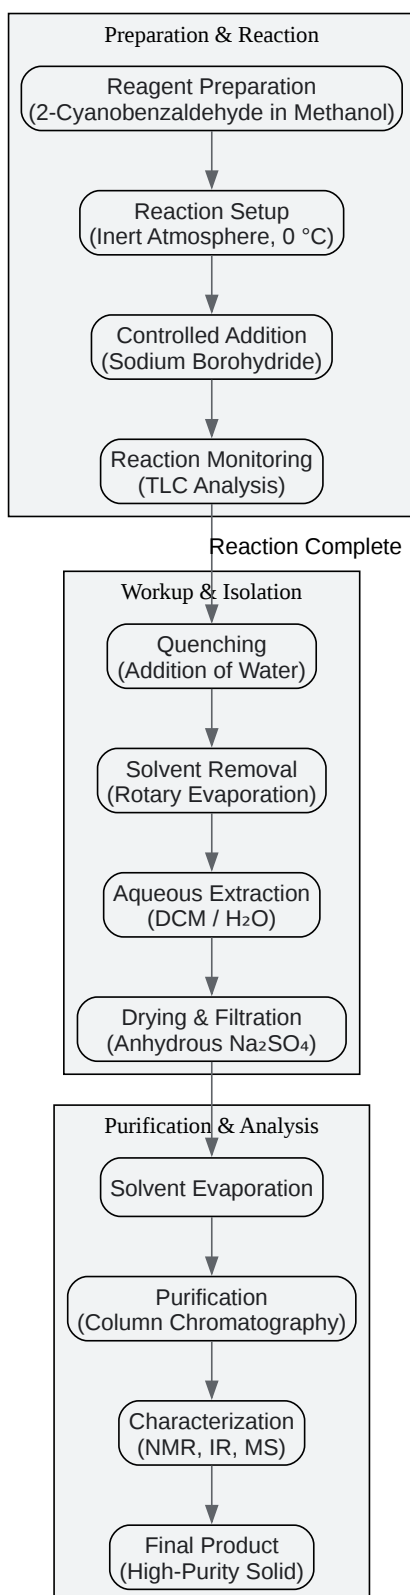 Preparation & Reaction
Reagent Preparation
(2-Cyanobenzaldehyde in Methanol)
Reaction Setup
(Inert Atmosphere, 0 °C)
Controlled Addition
(Sodium Borohydride)
Reaction Monitoring
(TLC Analysis)
Reaction Complete
Workup & Isolation
Quenching
(Addition of Water)
Solvent Removal
(Rotary Evaporation)
Aqueous Extraction
(DCM / H₂O)
Drying & Filtration
(Anhydrous Na₂SO₄)
Purification & Analysis
Solvent Evaporation
Purification
(Column Chromatography)
Characterization
(NMR, IR, MS)
Final Product
(High-Purity Solid)